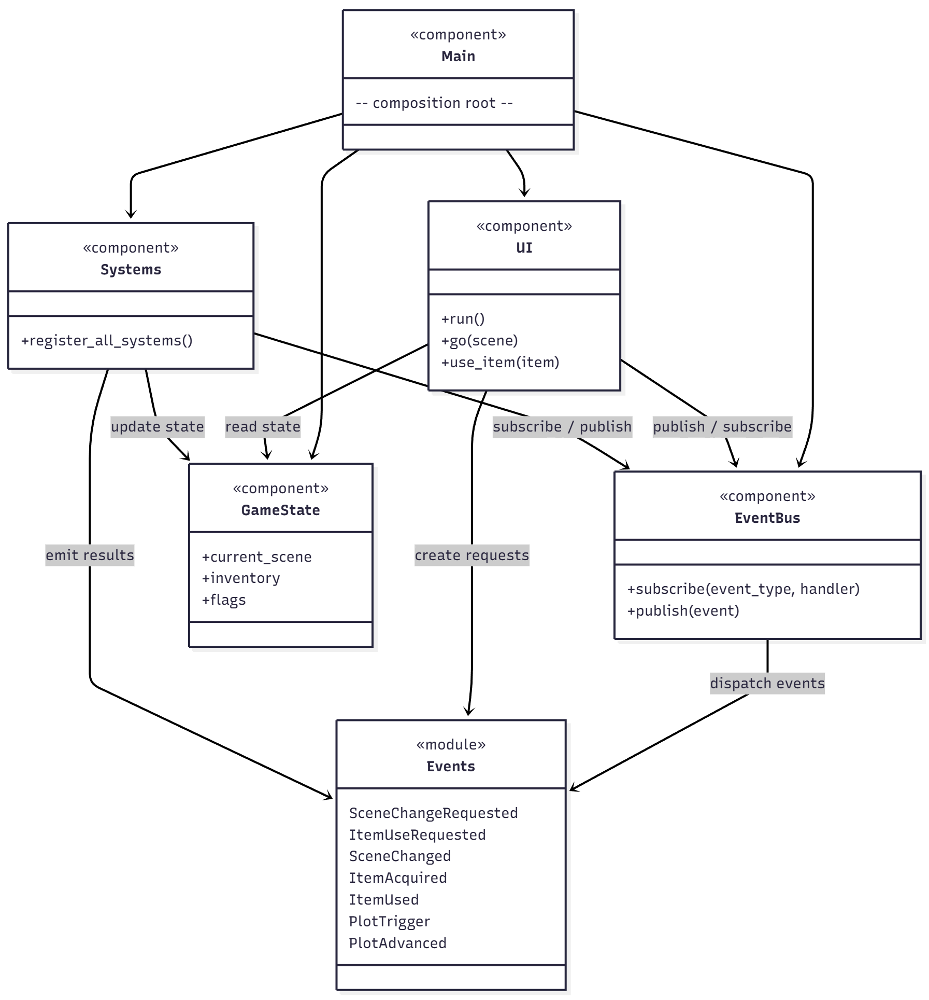 «component»
Main
-- composition root --
«component»
UI
+run()
+go(scene)
+use_item(item)
«component»
Systems
+register_all_systems()
update state
read state
subscribe / publish
publish / subscribe
«component»
GameState
+current_scene
+inventory
+flags
«component»
EventBus
+subscribe(event_type, handler)
+publish(event)
emit results
create requests
dispatch events
«module»
Events
SceneChangeRequested
ItemUseRequested
SceneChanged
ItemAcquired
ItemUsed
PlotTrigger
PlotAdvanced